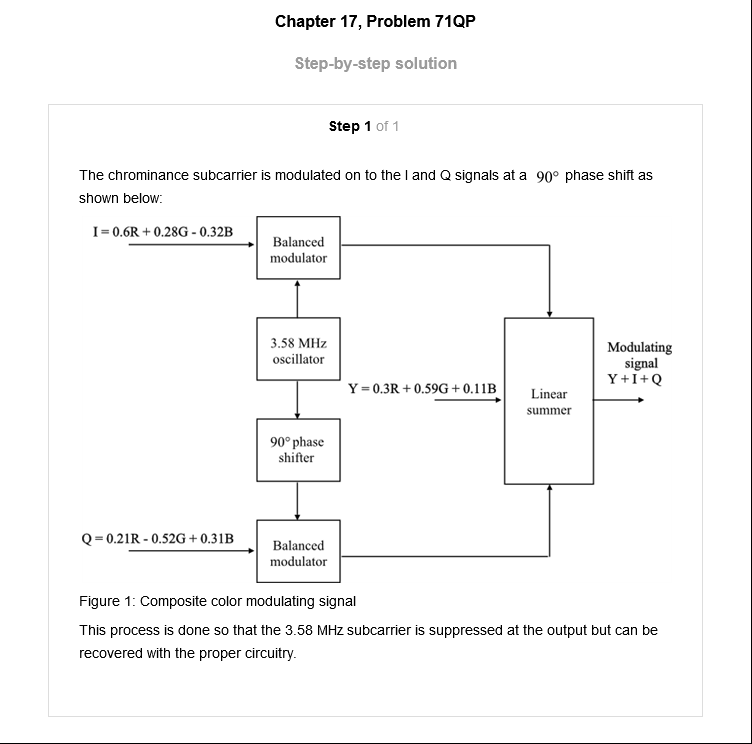 Chapter 17, Problem 71QP
Step-by-step solution
Step 1 of 1
The chrominance subcarrier is modulated on to the I and Q signals at a 90° phase shift as
shown below:
I = 0.6R + 0.28G - 0.32B
Balanced
modulator
3.58 MHz
oscillator
Modulating
signal
Y + I + Q
Y = 0.3R + 0.59G + 0.11B
Linear
summer
90° phase
shifter
Q = 0.21R - 0.52G + 0.31B
Balanced
modulator
Figure 1: Composite color modulating signal
This process is done so that the 3.58 MHz subcarrier is suppressed at the output but can be
recovered with the proper circuitry.